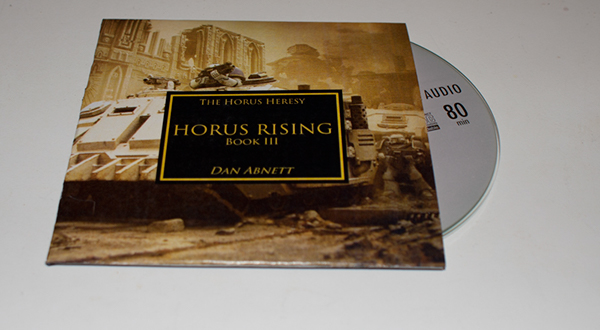 THE HORUS HERESY
HORUS RISING
BOOK III
DAN ABNETT
AUDIO
80
min